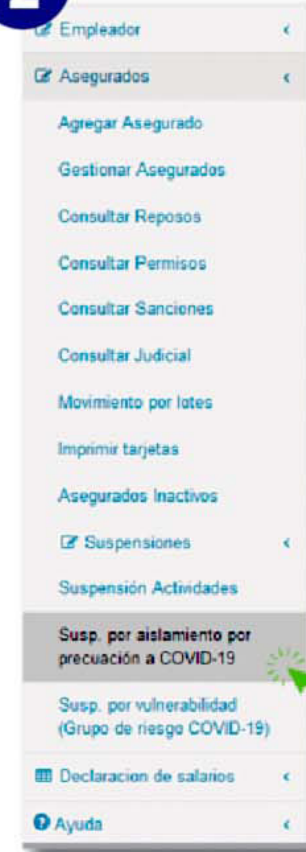 Empleador
Asegurados
Agregar Asegurado
Gestionar Asegurados
Consultar Reposos
Consultar Permisos
Consultar Sanciones
Consultar Judicial
Movimiento por lotes
Imprimir tarjetas
Asegurados Inactivos
Suspensiones
Suspensión Actividades
Susp. por aislamiento por
precuación a COVID-19
Susp. por vulnerabilidad
(Grupo de riesgo COVID-19)
Declaracion de salarios
Ayuda